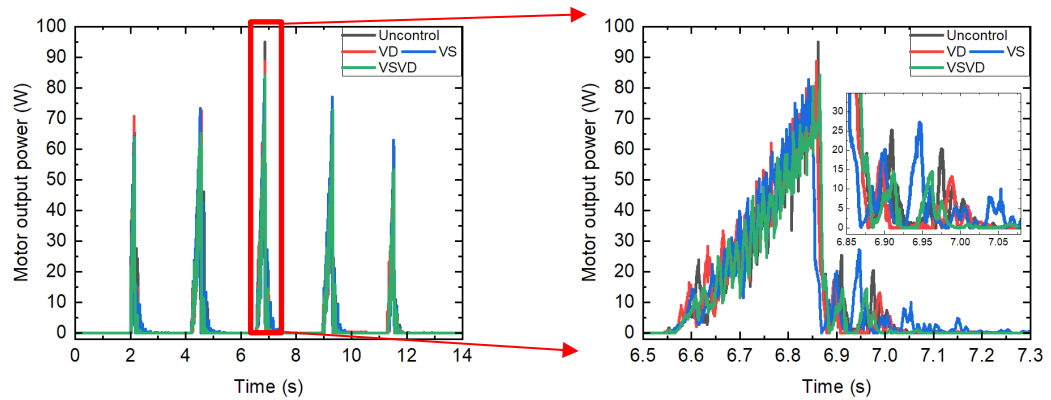 100
90
80
70
60
50
40
30
20
10
0
Motor output power (W)
Uncontrol
VD VS
VSVD
0 2 4 6 8 10 12 14
Time (s)
100
90
80
70
60
50
40
30
20
10
0
Motor output power (W)
Uncontrol
VD VS
VSVD
30
25
20
15
10
5
0
6.85 6.90 6.95 7.00 7.05
6.5 6.6 6.7 6.8 6.9 7.0 7.1 7.2 7.3
Time (s)